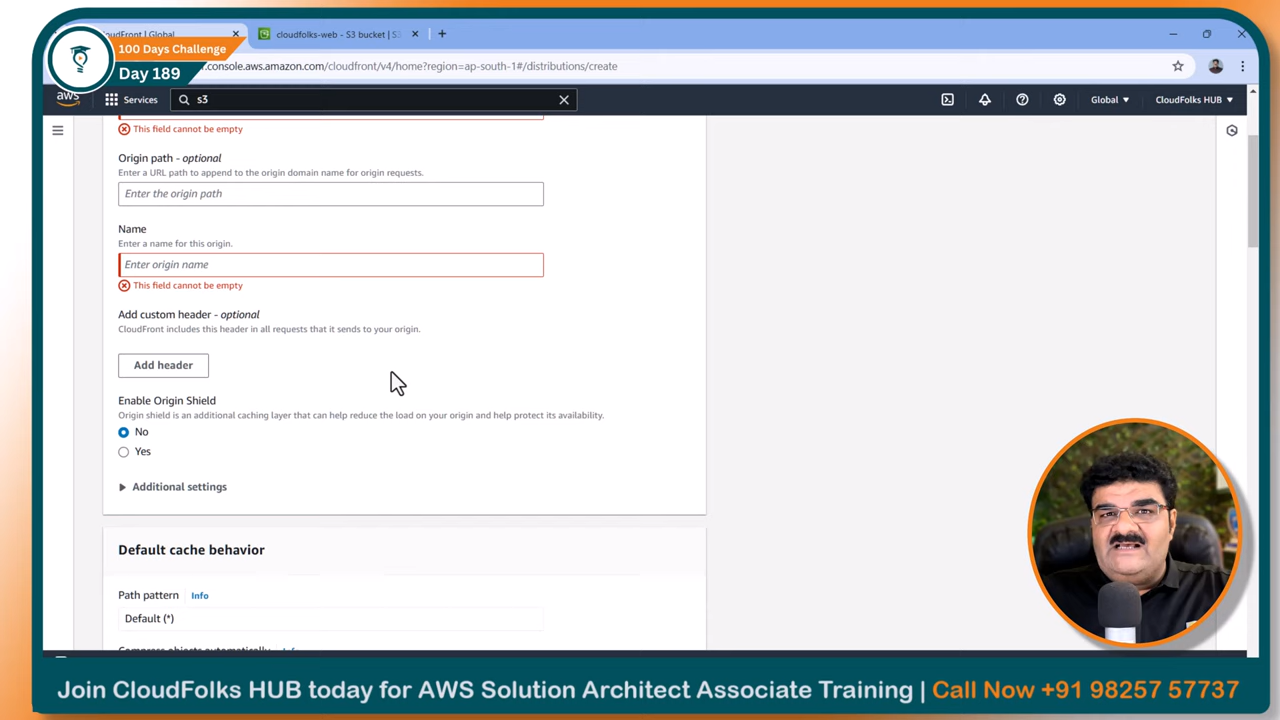 CloudFront | Global
cloudfolks-web - S3 bucket | S3
100 Days Challenge
Day 189
.console.aws.amazon.com/cloudfront/v4/home?region=ap-south-1#/distributions/create
aws
Services
s3
Global
CloudFolks HUB
This field cannot be empty
Origin path - optional
Enter a URL path to append to the origin domain name for origin requests.
Enter the origin path
Name
Enter a name for this origin.
Enter origin name
This field cannot be empty
Add custom header - optional
CloudFront includes this header in all requests that it sends to your origin.
Add header
Enable Origin Shield
Origin shield is an additional caching layer that can help reduce the load on your origin and help protect its availability.
No
Yes
Additional settings
Default cache behavior
Path pattern
Info
Default (*)
Join CloudFolks HUB today for AWS Solution Architect Associate Training | Call Now +91 98257 57737